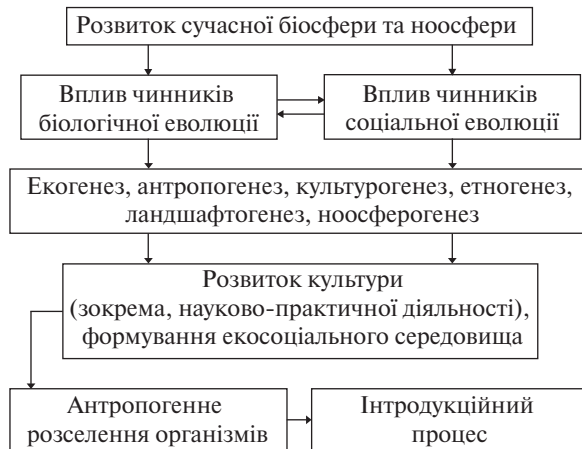 Розвиток сучасної біосфери та ноосфери
Вплив чинників
біологічної еволюції
Вплив чинників
соціальної еволюції
Екогенез, антропогенез, культурогенез, етногенез,
ландшафтогенез, ноосферогенез
Розвиток культури
(зокрема, науково-практичної діяльності),
формування екосоціального середовища
Антропогенне
розселення організмів
Інтродукційний
процес